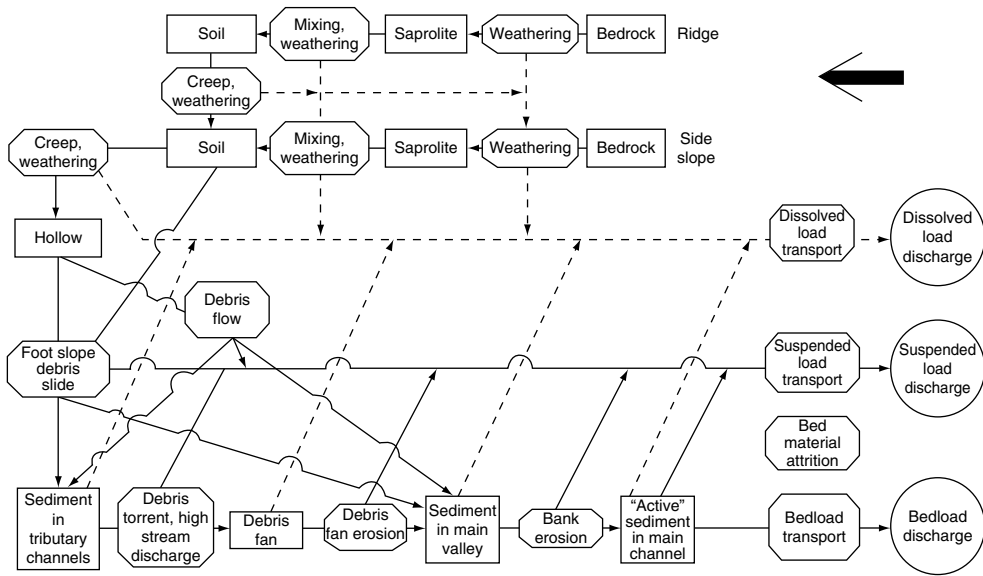 Soil
Mixing,
weathering
Saprolite
Weathering
Bedrock
Ridge
Creep,
weathering
Creep,
weathering
Soil
Mixing,
weathering
Saprolite
Weathering
Bedrock
Side
slope
Hollow
Dissolved
load
transport
Dissolved
load
discharge
Debris
flow
Foot slope
debris
slide
Suspended
load
transport
Suspended
load
discharge
Bed
material
attrition
Sediment
in
tributary
channels
Debris
torrent, high
stream
discharge
Debris
fan
Debris
fan erosion
Sediment
in main
valley
Bank
erosion
“Active”
sediment
in main
channel
Bedload
transport
Bedload
discharge